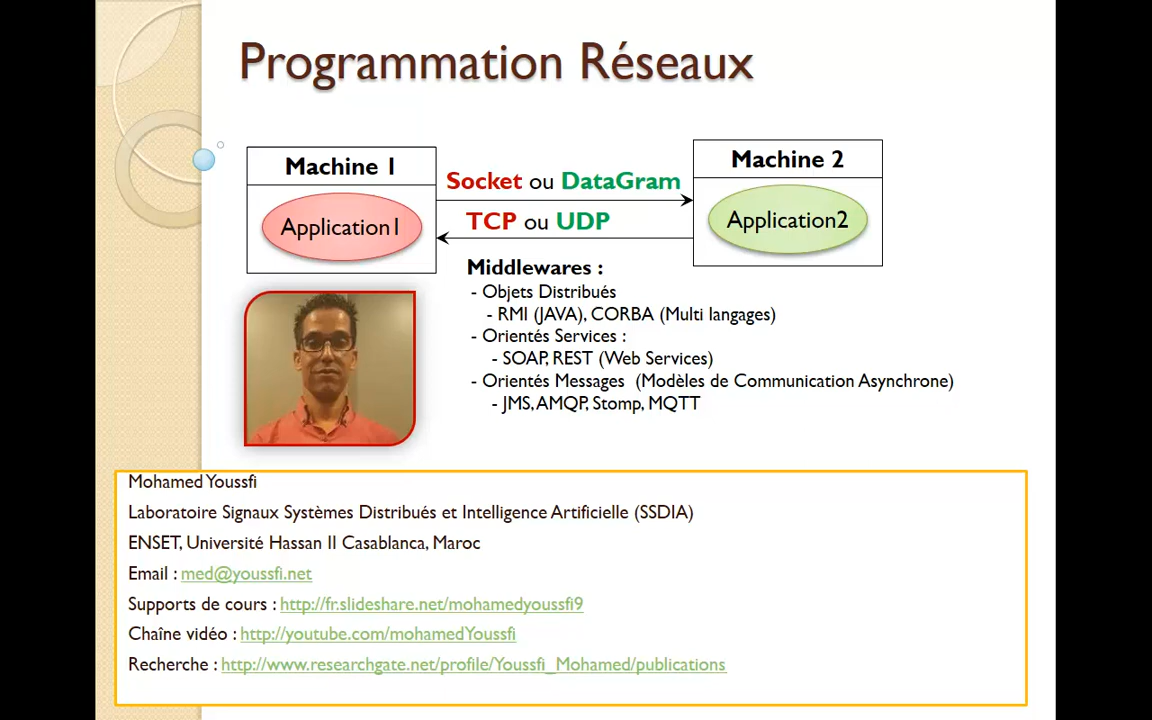 Programmation Réseaux
Machine 1
Application1
Socket ou DataGram
TCP ou UDP
Machine 2
Application2
Middlewares :
- Objets Distribués
- RMI (JAVA), CORBA (Multi langages)
- Orientés Services :
- SOAP, REST (Web Services)
- Orientés Messages (Modèles de Communication Asynchrone)
- JMS, AMQP, Stomp, MQTT
Mohamed Youssfi
Laboratoire Signaux Systèmes Distribués et Intelligence Artificielle (SSDIA)
ENSET, Université Hassan II Casablanca, Maroc
Email : med@youssfi.net
Supports de cours : http://fr.slideshare.net/mohamedyoussfi9
Chaîne vidéo : http://youtube.com/mohamedYoussfi
Recherche : http://www.researchgate.net/profile/Youssfi_Mohamed/publications